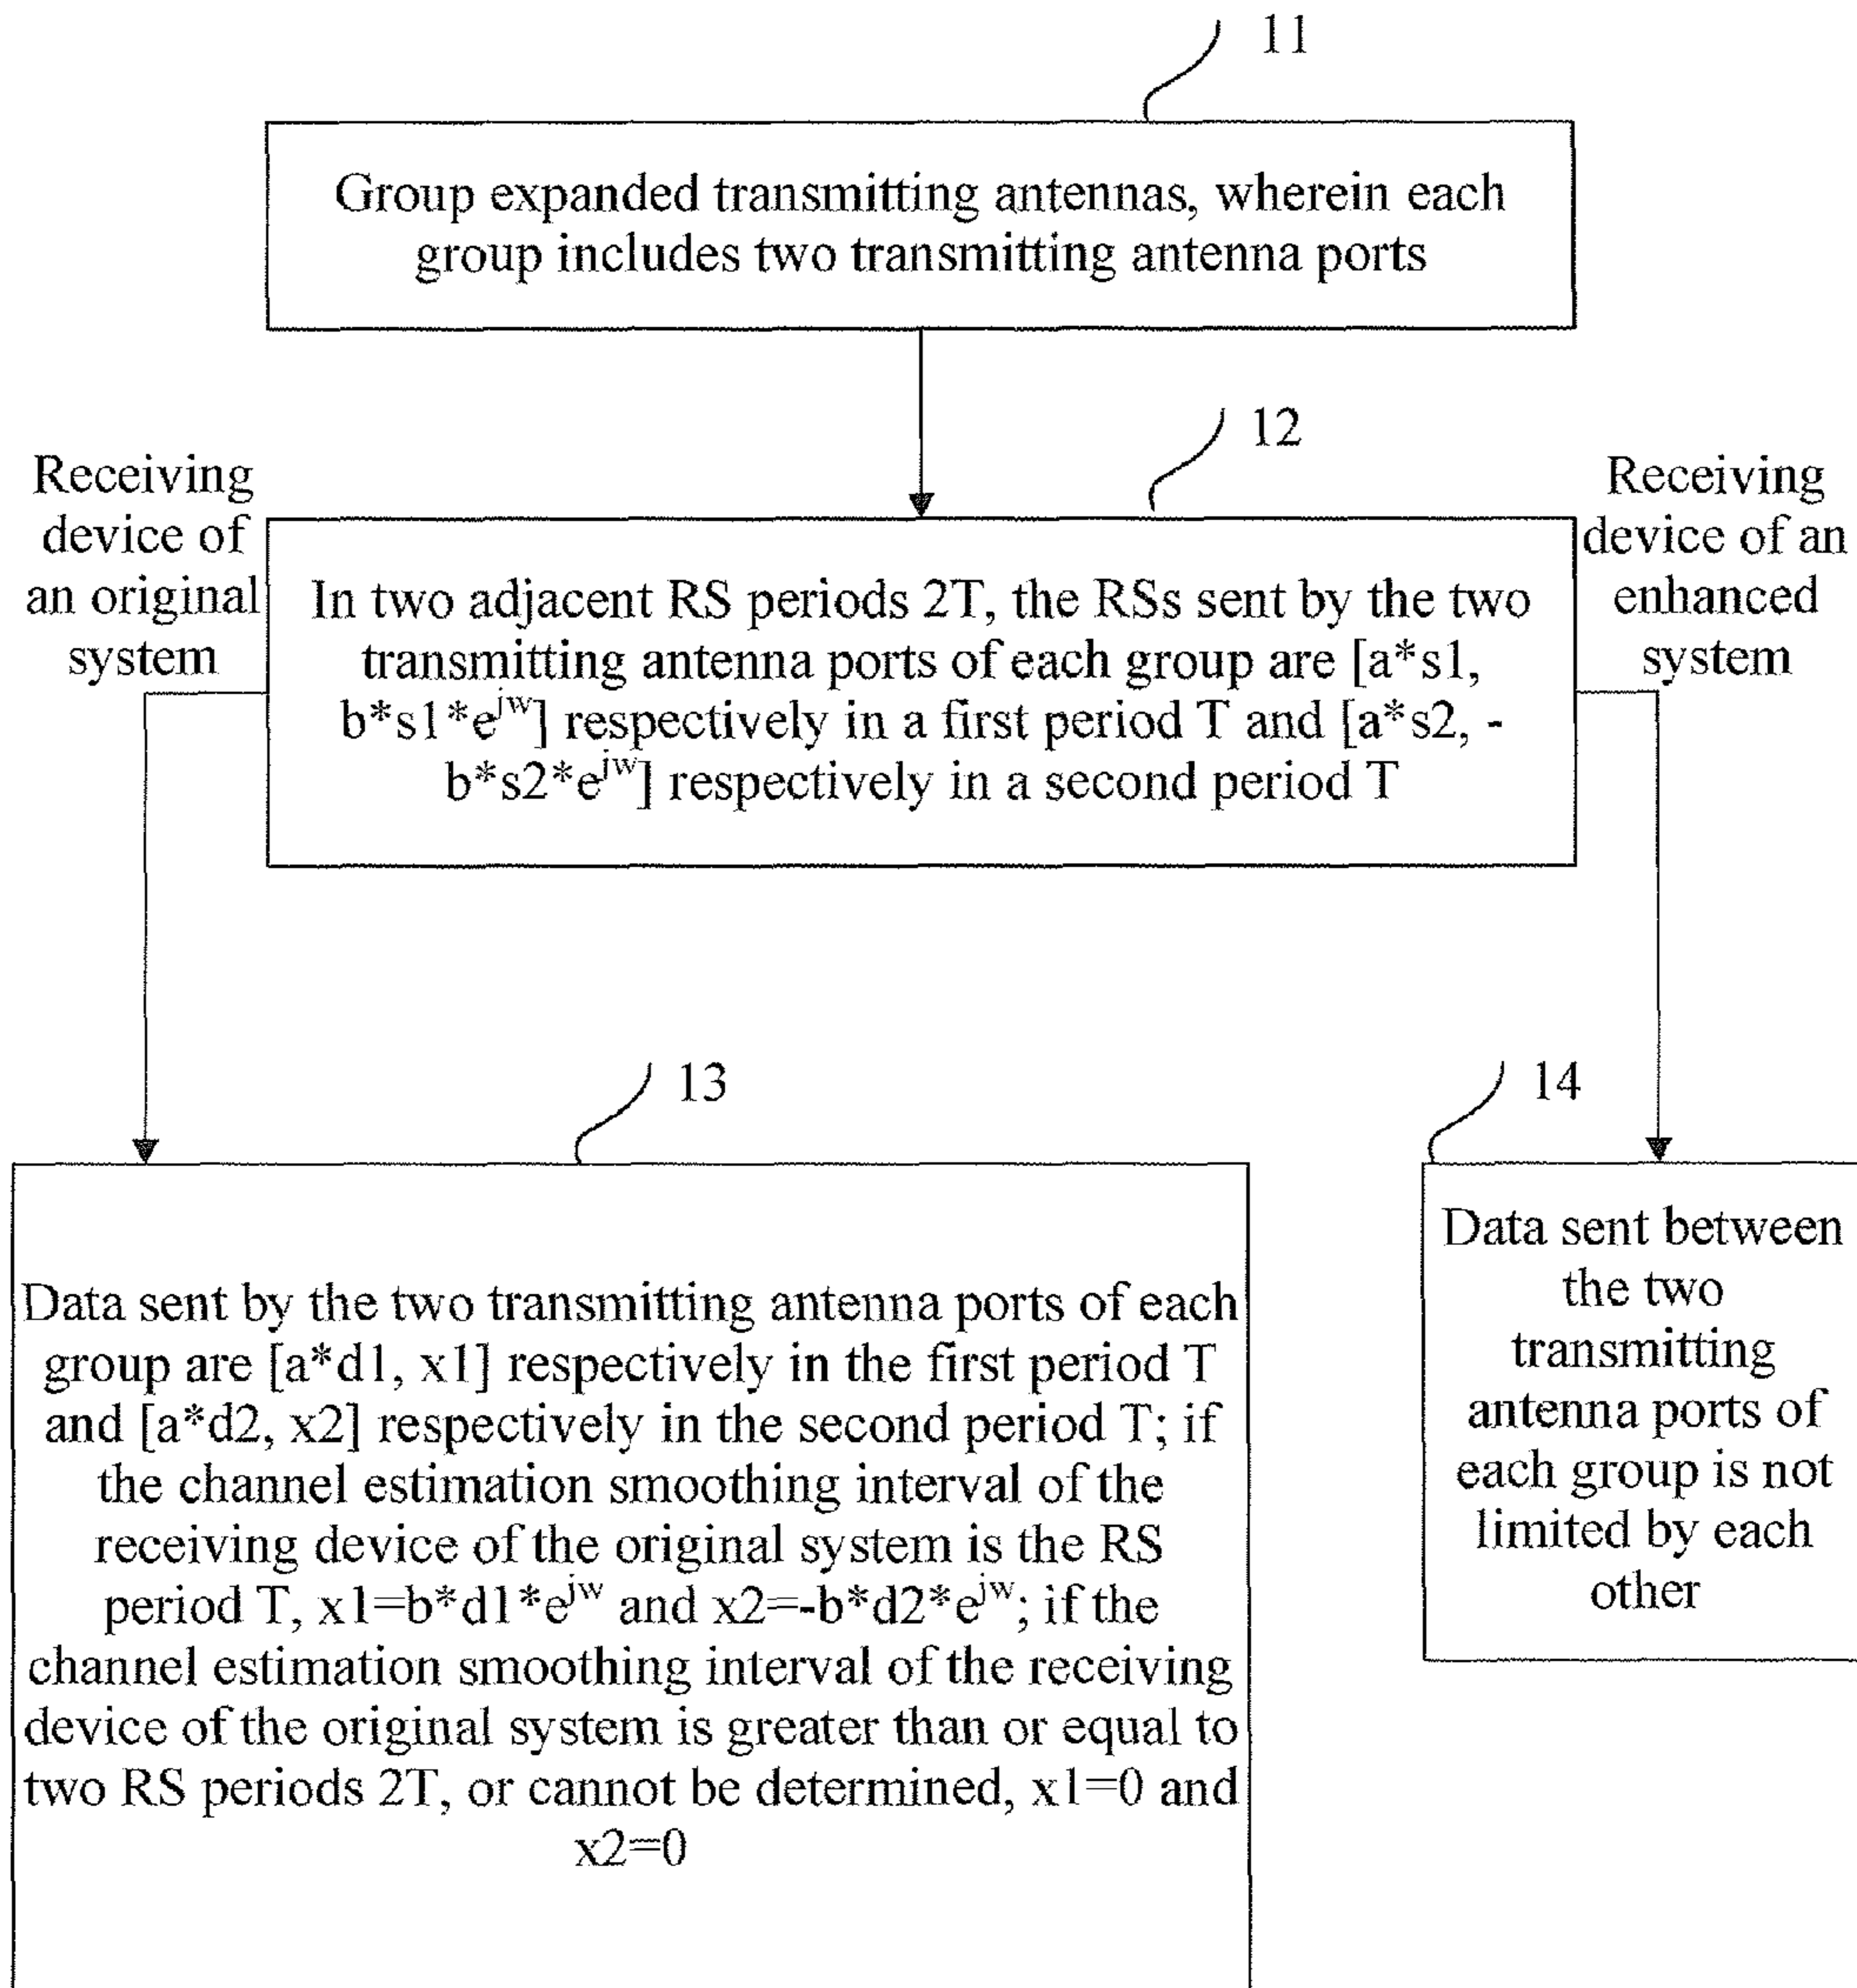 11
Group expanded transmitting antennas, wherein each
group includes two transmitting antenna ports
12
Receiving
device of
an original
system
Receiving
device of an
enhanced
system
In two adjacent RS periods 2T, the RSs sent by the two
transmitting antenna ports of each group are [a*s1,
b*s1*e^jw] respectively in a first period T and [a*s2, -
b*s2*e^jw] respectively in a second period T
13
Data sent by the two transmitting antenna ports of each
group are [a*d1, x1] respectively in the first period T
and [a*d2, x2] respectively in the second period T; if
the channel estimation smoothing interval of the
receiving device of the original system is the RS
period T, x1=b*d1*e^jw and x2=-b*d2*e^jw; if the
channel estimation smoothing interval of the receiving
device of the original system is greater than or equal to
two RS periods 2T, or cannot be determined, x1=0 and
x2=0
14
Data sent between
the two
transmitting
antenna ports of
each group is not
limited by each
other